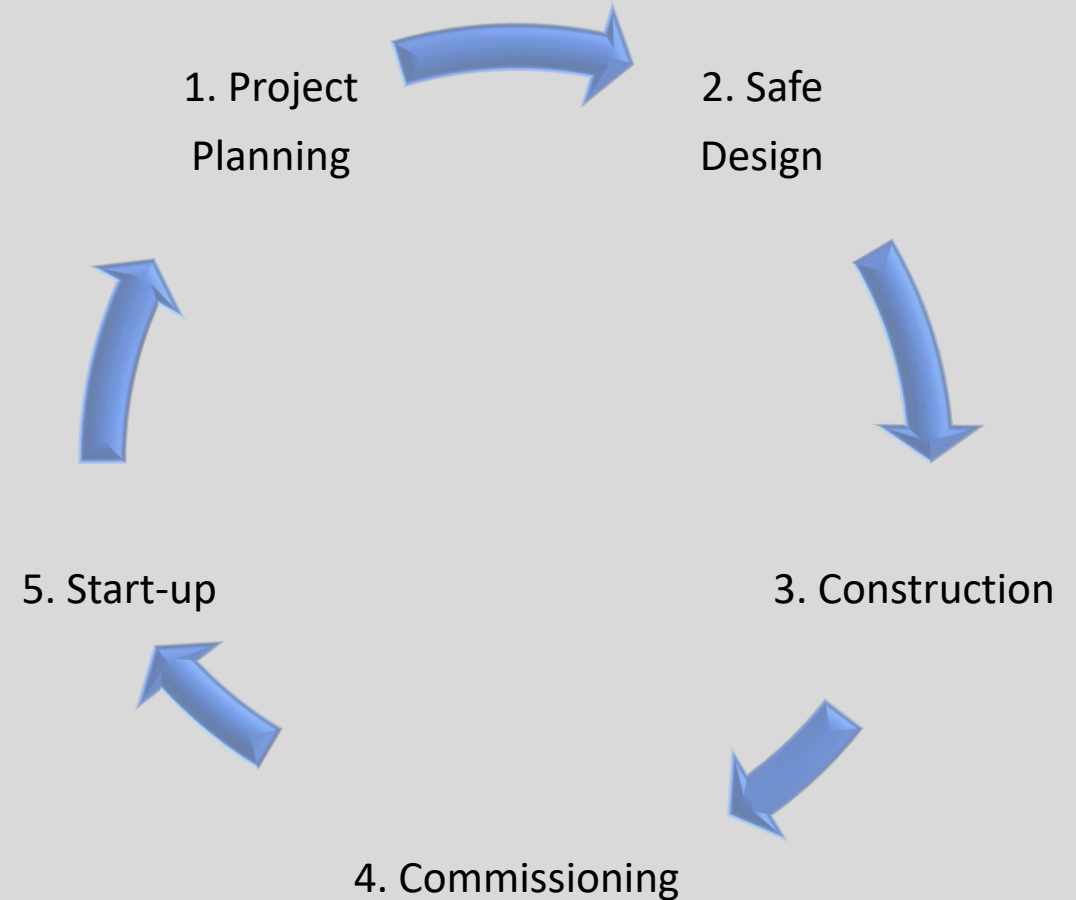 1. Project
Planning
2. Safe
Design
3. Construction
4. Commissioning
5. Start-up